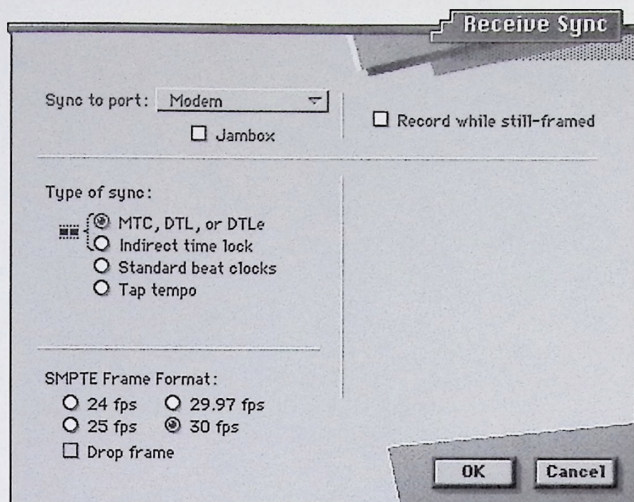 Receive Sync
Sync to port: Modem
Jambox
Record while still-framed
Type of sync:
MTC, DTL, or DTLe
Indirect time lock
Standard beat clocks
Tap tempo
SMPTE Frame Format:
24 fps 29.97 fps
25 fps 30 fps
Drop frame
OK Cancel